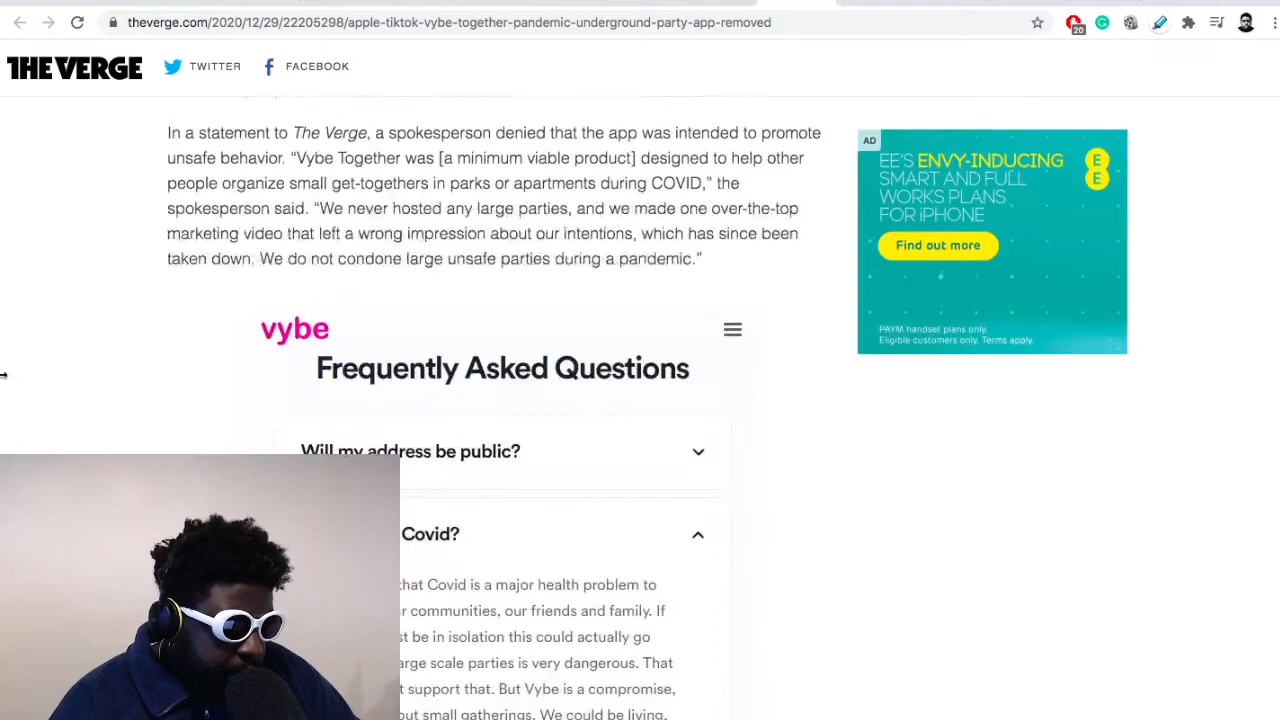 theverge.com/2020/12/29/22205298/apple-tiktok-vybe-together-pandemic-underground-party-app-removed
20
THE VERGE
TWITTER
FACEBOOK
In a statement to The Verge, a spokesperson denied that the app was intended to promote
unsafe behavior. “Vybe Together was [a minimum viable product] designed to help other
people organize small get-togethers in parks or apartments during COVID,” the
spokesperson said. “We never hosted any large parties, and we made one over-the-top
marketing video that left a wrong impression about our intentions, which has since been
taken down. We do not condone large unsafe parties during a pandemic.”
AD
EE'S ENVY-INDUCING
SMART AND FULL
WORKS PLANS
FOR iPHONE
E
E
Find out more
PAYM handset plans only.
Eligible customers only. Terms apply.
vybe
Frequently Asked Questions
Will my address be public?
Covid?
that Covid is a major health problem to
r communities, our friends and family. If
st be in isolation this could actually go
arge scale parties is very dangerous. That
t support that. But Vybe is a compromise,
out small gatherings. We could be living,